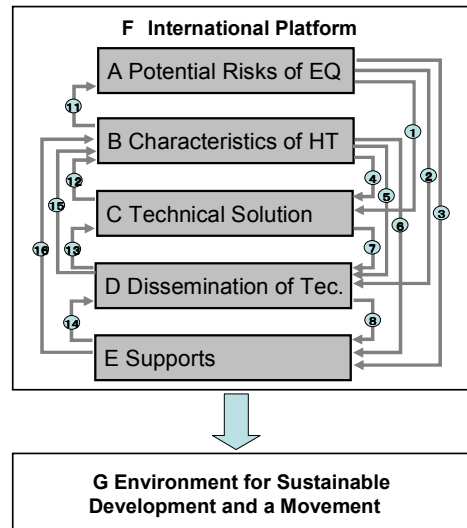 F International Platform
A Potential Risks of EQ
11
1
B Characteristics of HT
2
12
4
3
15
5
C Technical Solution
6
16
13
7
D Dissemination of Tec.
14
8
E Supports
G Environment for Sustainable
Development and a Movement